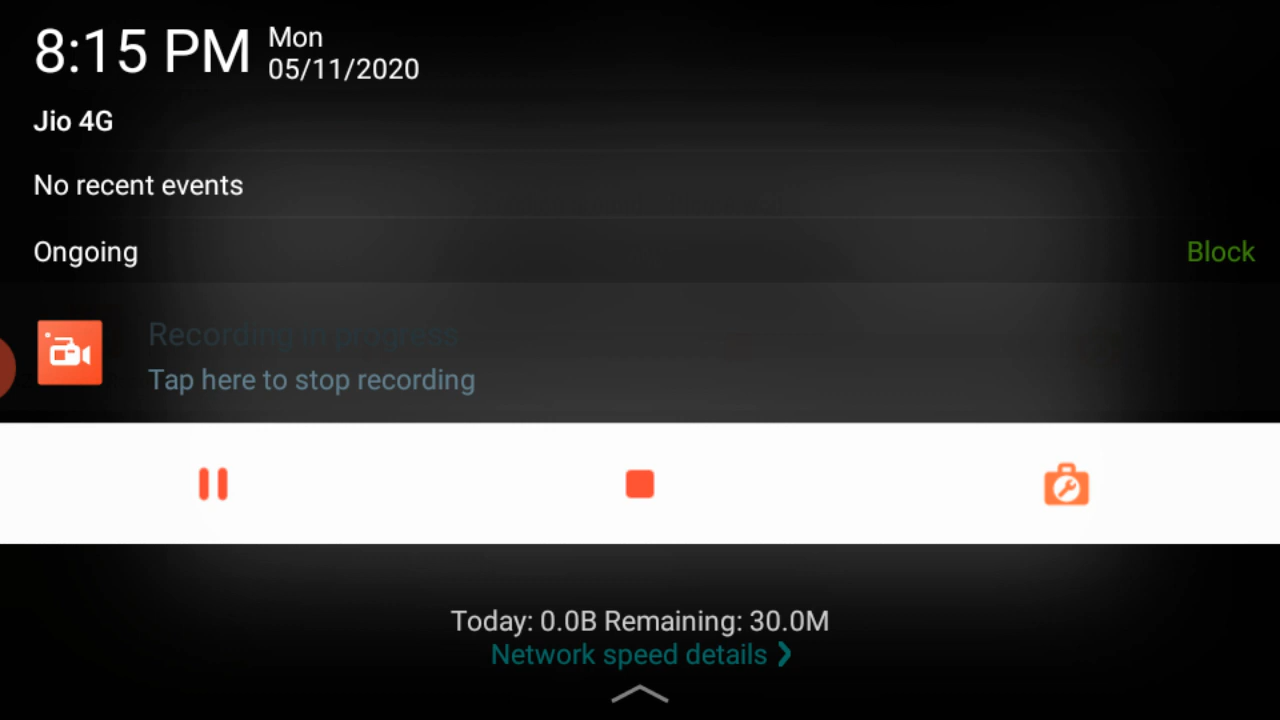 8:15 PM
Mon
05/11/2020
Jio 4G
No recent events
Ongoing
Block
Recording in progress
Tap here to stop recording
Today: 0.0B Remaining: 30.0M
Network speed details